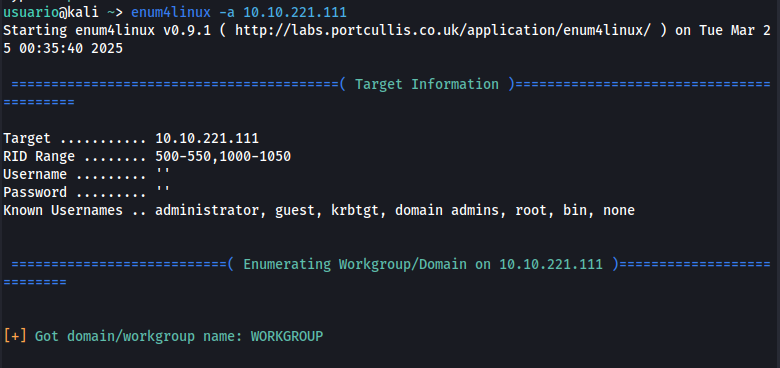 usuario@kali ~> enum4linux -a 10.10.221.111
Starting enum4linux v0.9.1 ( http://labs.portcullis.co.uk/application/enum4linux/ ) on Tue Mar 2
5 00:35:40 2025
=========================================( Target Information )================================
=========
Target ........... 10.10.221.111
RID Range ........ 500-550,1000-1050
Username ......... ''
Password ......... ''
Known Usernames .. administrator, guest, krbtgt, domain admins, root, bin, none
===========================( Enumerating Workgroup/Domain on 10.10.221.111 )===================
========
[+] Got domain/workgroup name: WORKGROUP